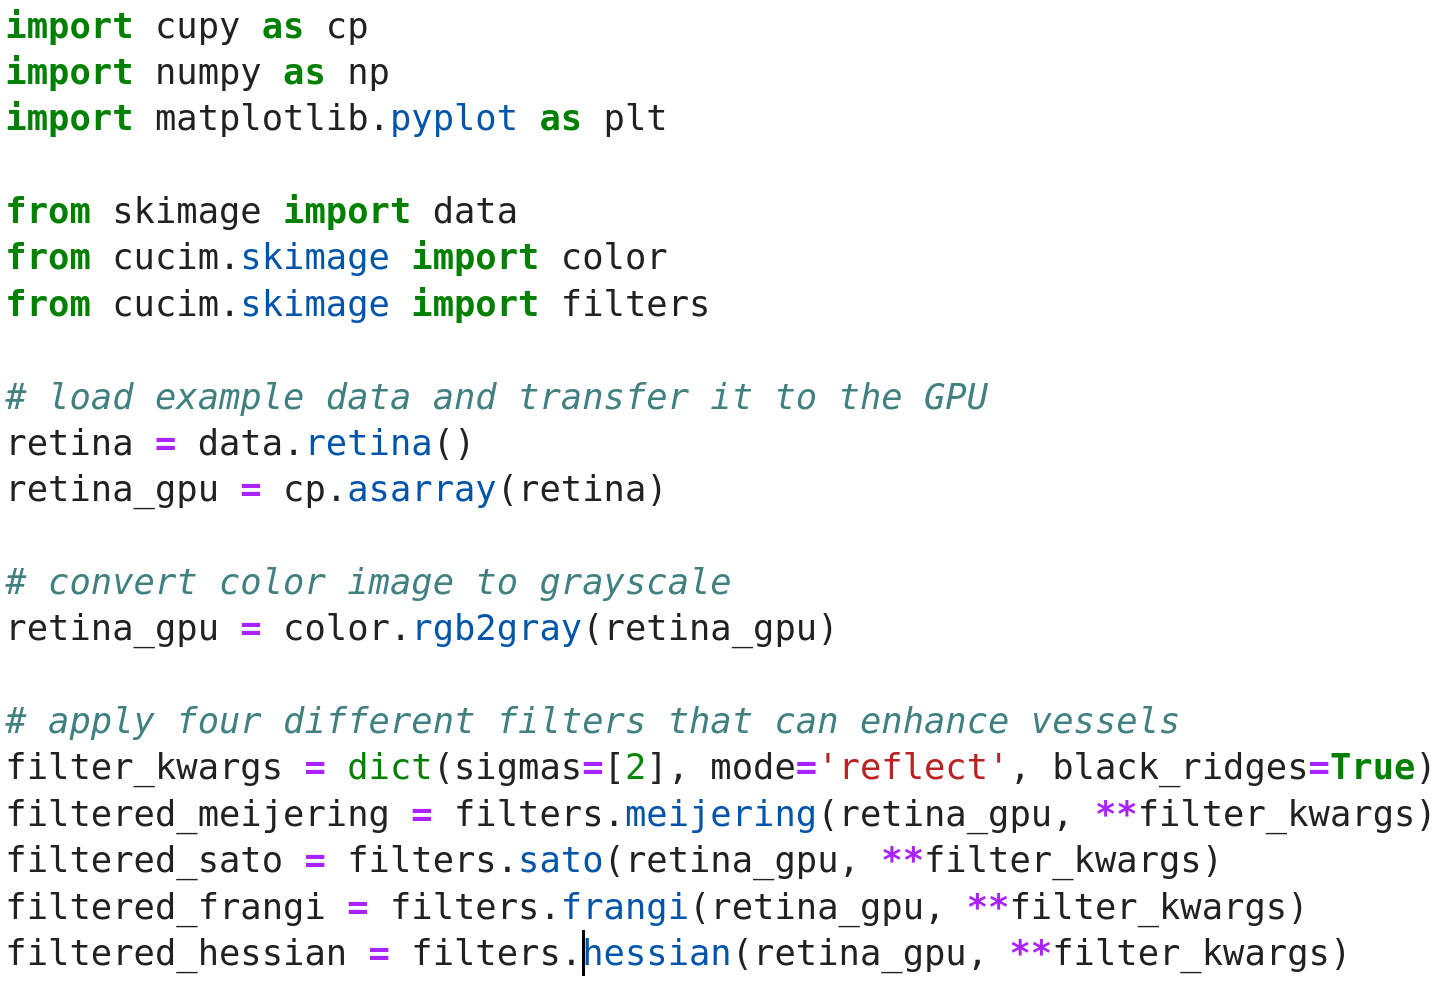 import cupy as cp
import numpy as np
import matplotlib.pyplot as plt
from skimage import data
from cucim.skimage import color
from cucim.skimage import filters
# load example data and transfer it to the GPU
retina = data.retina()
retina_gpu = cp.asarray(retina)
# convert color image to grayscale
retina_gpu = color.rgb2gray(retina_gpu)
# apply four different filters that can enhance vessels
filter_kwargs = dict(sigmas=[2], mode='reflect', black_ridges=True)
filtered_meijering = filters.meijering(retina_gpu, **filter_kwargs)
filtered_sato = filters.sato(retina_gpu, **filter_kwargs)
filtered_frangi = filters.frangi(retina_gpu, **filter_kwargs)
filtered_hessian = filters.hessian(retina_gpu, **filter_kwargs)